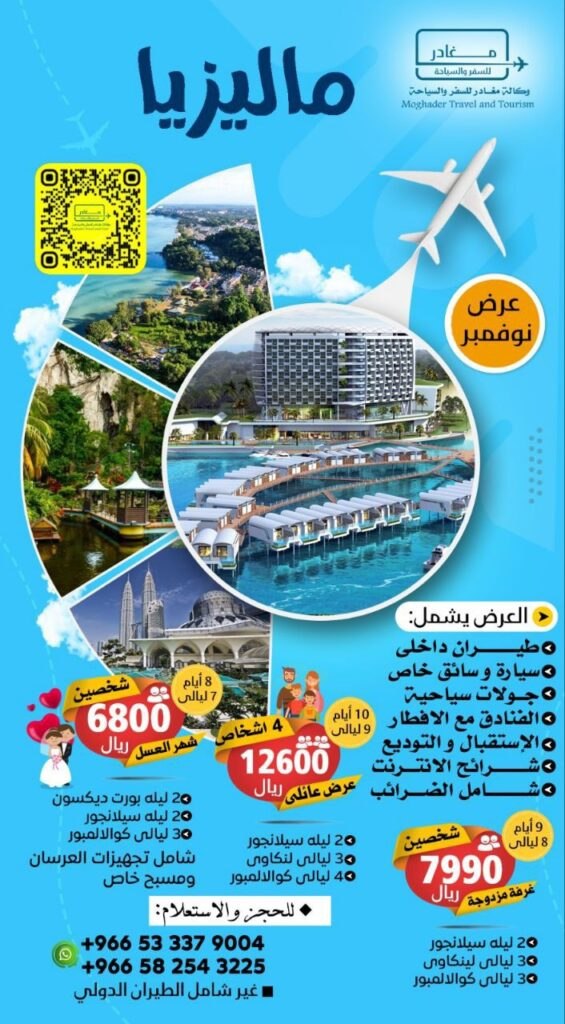 مغادر
للسفر والسياحة
وكالة مغادر للسفر والسياحة
Moghader Travel and Tourism
ماليزيا
عرض
نوفمبر
العرض يشمل:
طيـــران داخلى
سيارة و سائق خاص
جـولات سياحية
الفنادق مع الافطار
الإستقبال و التوديع
شـــرائح الانترنت
شـامل الضرائب
8 أيام
7 ليالى
شخصين
6800
ريال
شهر العسل
2 ليله بورت ديكسون
2 ليله سيلانجور
3 ليالى كوالالمبور
شامل تجهيزات العرسان
ومسبح خاص
10 أيام
9 ليالى
4 اشخاص
12600
ريال
عرض عائلى
2 ليله سيلانجور
3 ليالى لنكاوى
4 ليالى كوالالمبور
9 أيام
8 ليالى
شخصين
7990
ريال
غرفة مزدوجة
2 ليله سيلانجور
3 ليالى لينكاوى
3 ليالى كوالالمبور
للحجز والاستعلام:
+966 53 337 9004
+966 58 254 3225
غير شامل الطيران الدولي